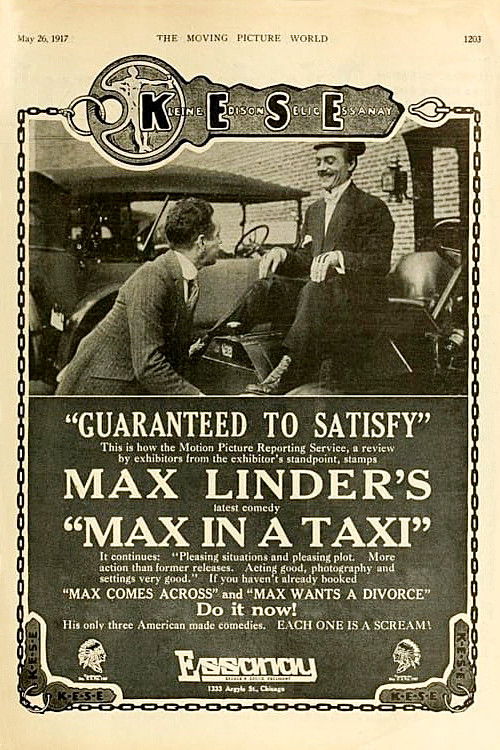 May 26, 1917
THE MOVING PICTURE WORLD
1203
KLEINE EDISON SELIG ESSANAY
"GUARANTEED TO SATISFY"
This is how the Motion Picture Reporting Service, a review
by exhibitors from the exhibitor's standpoint, stamps
MAX LINDER'S
latest comedy
"MAX IN A TAXI"
It continues: "Pleasing situations and pleasing plot. More
action than former releases. Acting good, photography and
settings very good." If you haven't already booked
"MAX COMES ACROSS" and "MAX WANTS A DIVORCE"
Do it now!
His only three American made comedies. EACH ONE IS A SCREAM!
K-E-S-E
K-E-S-E
Essanay
1333 Argyle St., Chicago
K-E-S-E
K-E-S-E